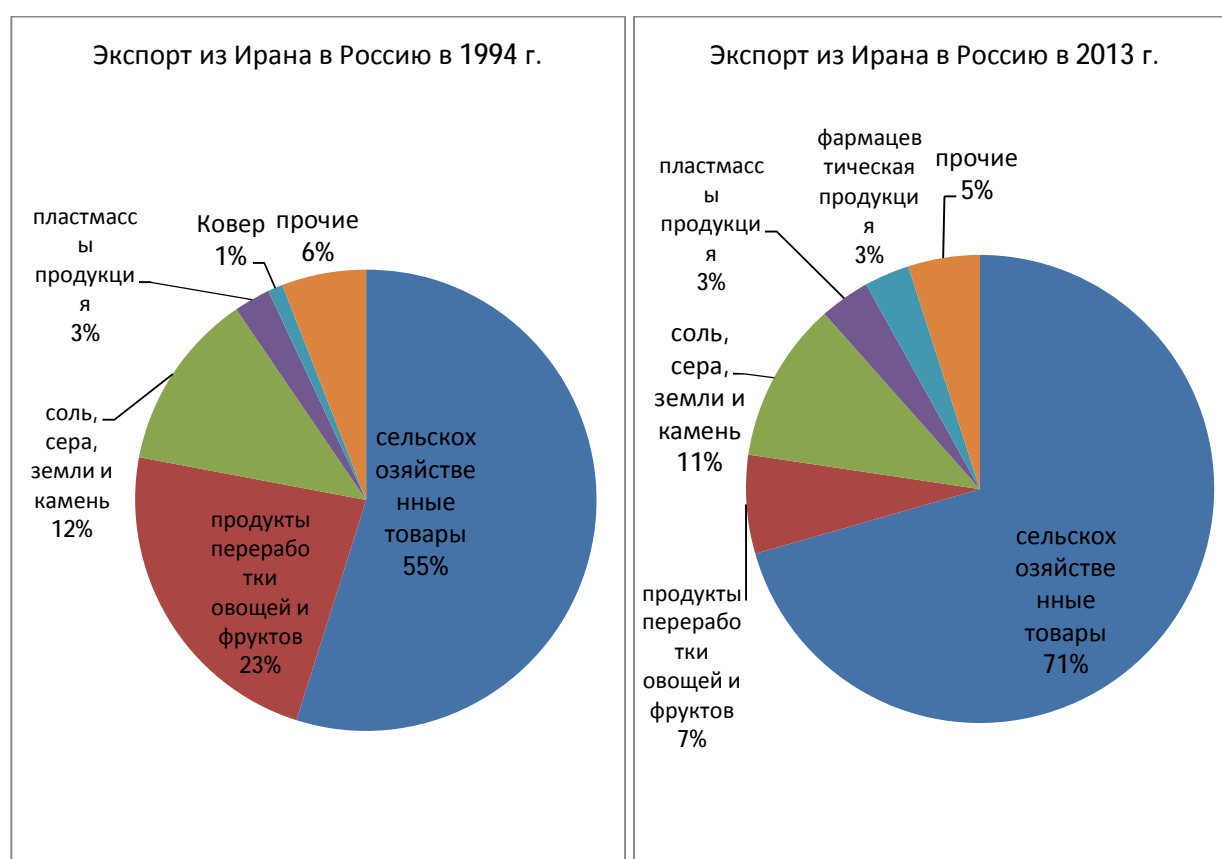 Экспорт из Ирана в Россию в 1994 г.
пластмасс
ы
продукци
я
3%
Ковер
1%
прочие
6%
соль,
сера,
земли и
камень
12%
продукты
перерабо
тки
овощей и
фруктов
23%
сельскох
озяйстве
нные
товары
55%
Экспорт из Ирана в Россию в 2013 г.
пластмасс
ы
продукци
я
3%
фармацев
тическая
продукци
я
3%
прочие
5%
соль,
сера,
земли и
камень
11%
продукты
перерабо
тки
овощей и
фруктов
7%
сельскох
озяйстве
нные
товары
71%